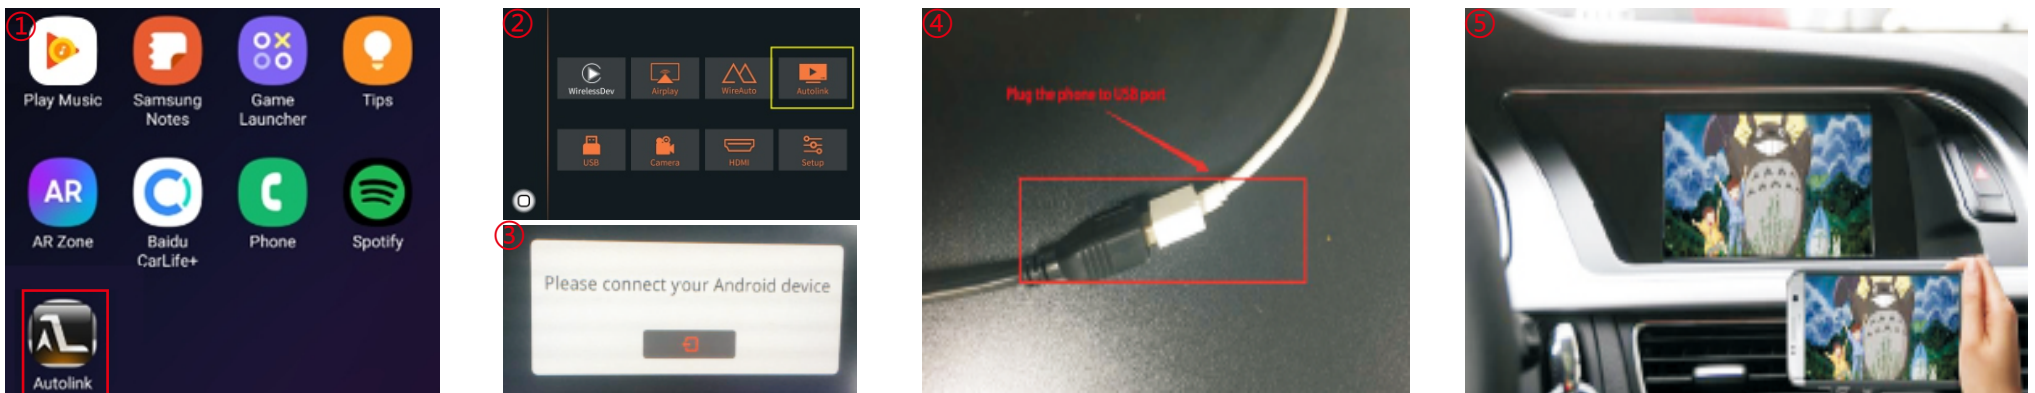 ①
Play Music
Samsung
Notes
Game
Launcher
Tips
AR
AR Zone
Baidu
CarLife+
Phone
Spotify
Autolink
②
WirelessDev
Airplay
WireAuto
Autolink
USB
Camera
HDMI
Setup
③
Please connect your Android device
④
Plug the phone to USB port
⑤